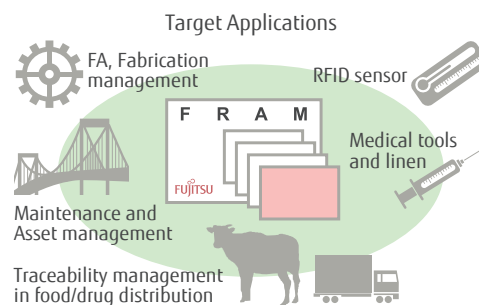 Target Applications
FA, Fabrication
management
RFID sensor
F R A M
FUJITSU
Medical tools
and linen
Maintenance and
Asset management
Traceability management
in food/drug distribution